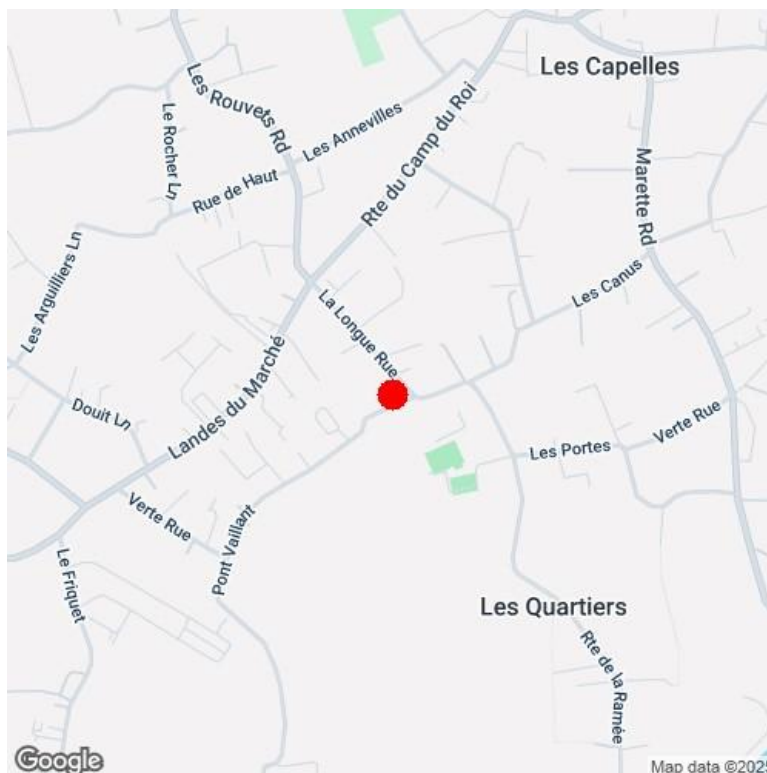 Les Capelles
Les Rouvets Rd
Le Rocher Ln
Les Annevilles
Rte du Camp du Roi
Marette Rd
Rue de Haut
Les Arguilliers Ln
Les Canus
La Longue Rue
Landes du Marché
Douit Ln
Verte Rue
Les Portes
Verte Rue
Pont Vaillant
Le Friquet
Les Quartiers
Rte de la Ramée
Google
Map data ©2025